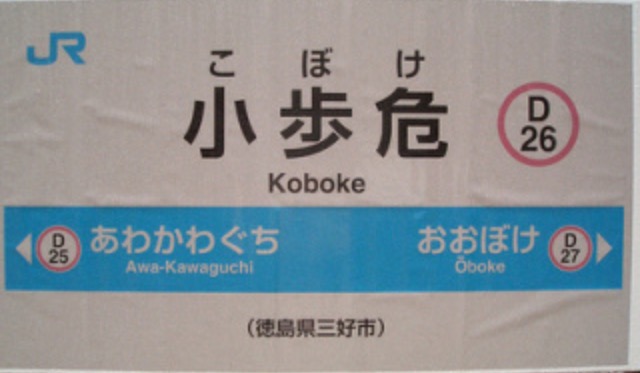 JR
こぼけ
小歩危
D
26
Koboke
D
25
あわかわぐち
Awa-Kawaguchi
おおぼけ
Ōboke
D
27
(徳島県三好市)